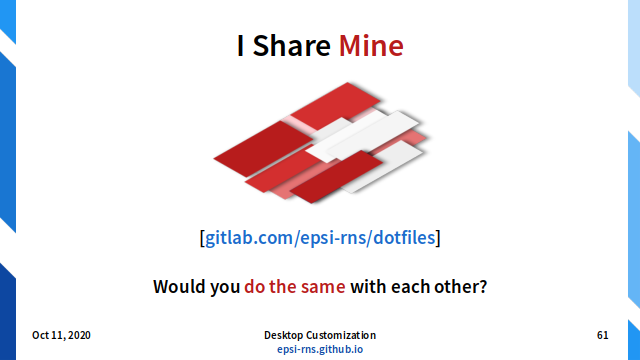 I Share Mine
[gitlab.com/epsi-rns/dotfiles]
Would you do the same with each other?
Oct 11, 2020
Desktop Customization
61
epsi-rns.github.io